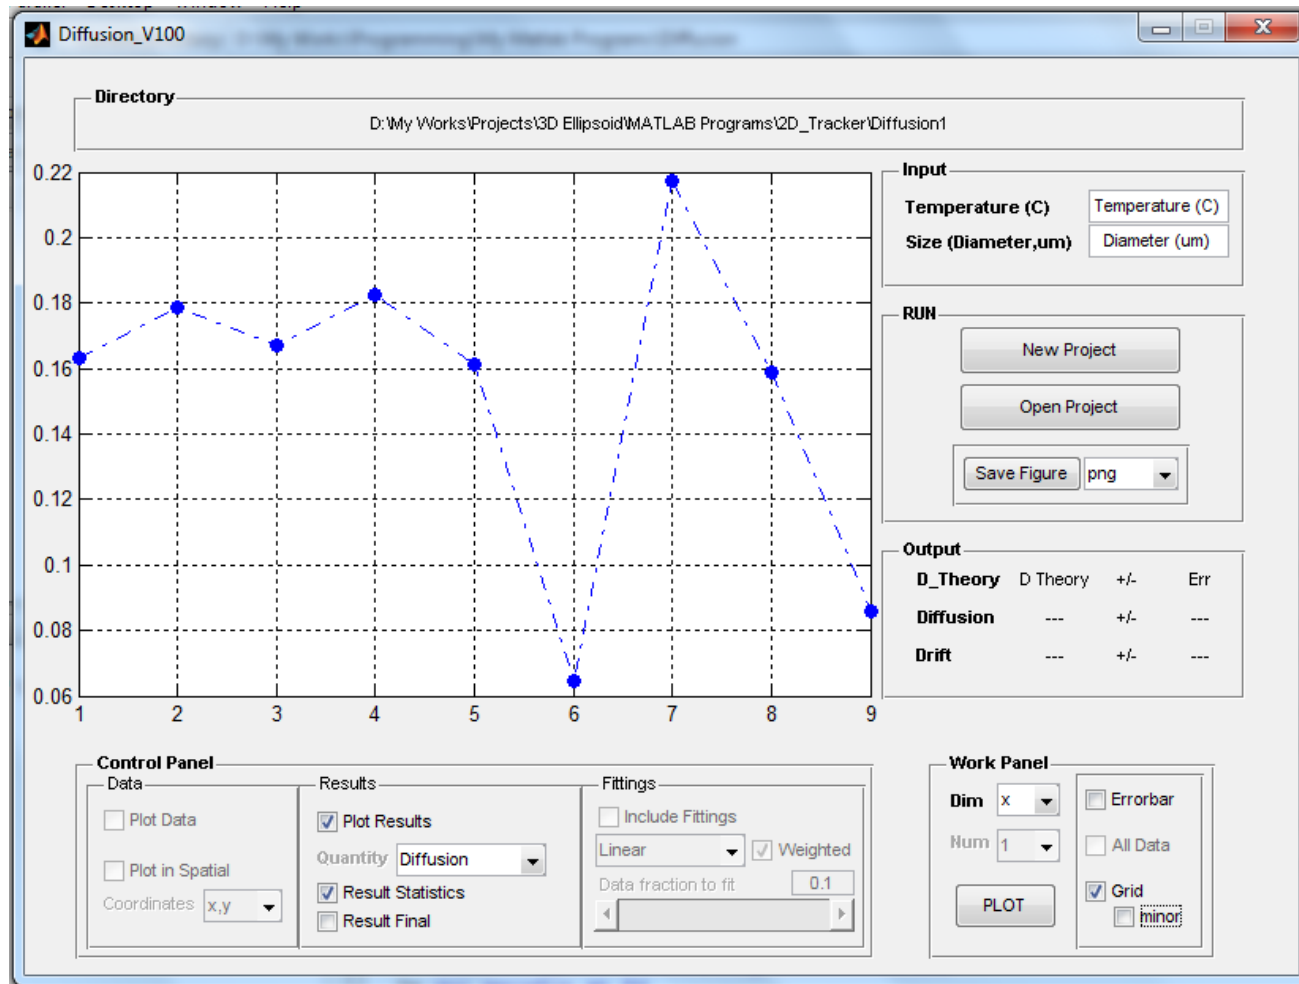 Desktop Window Help
Diffusion_V100
Directory
D:\My Works\Projects\3D Ellipsoid\MATLAB Programs\2D_Tracker\Diffusion1
0.22
0.2
0.18
0.16
0.14
0.12
0.1
0.08
0.06
1 2 3 4 5 6 7 8 9
Input
Temperature (C) Temperature (C)
Size (Diameter,um) Diameter (um)
RUN
New Project
Open Project
Save Figure png
Output
D_Theory D Theory +/- Err
Diffusion --- +/- ---
Drift --- +/- ---
Control Panel
Data
Plot Data
Plot in Spatial
Coordinates x,y
Results
Plot Results
Quantity Diffusion
Result Statistics
Result Final
Fittings
Include Fittings
Linear Weighted
Data fraction to fit 0.1
Work Panel
Dim x
Num 1
PLOT
Errorbar
All Data
Grid
minor